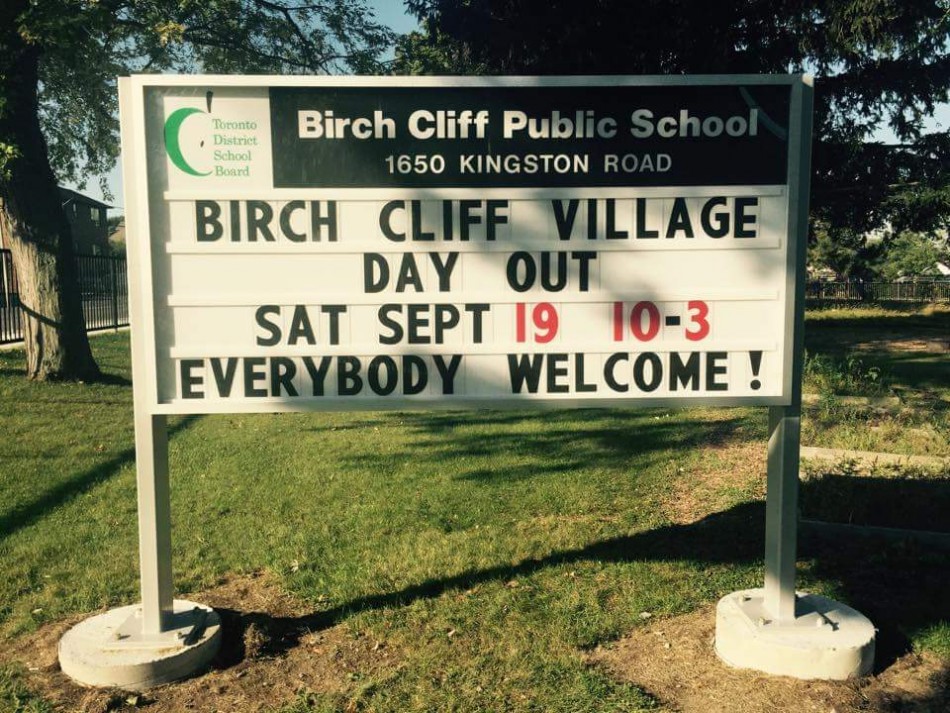 Toronto
District
School
Board
Birch Cliff Public School
1650 KINGSTON ROAD
BIRCH CLIFF VILLAGE
DAY OUT
SAT SEPT 19 10-3
EVERYBODY WELCOME!